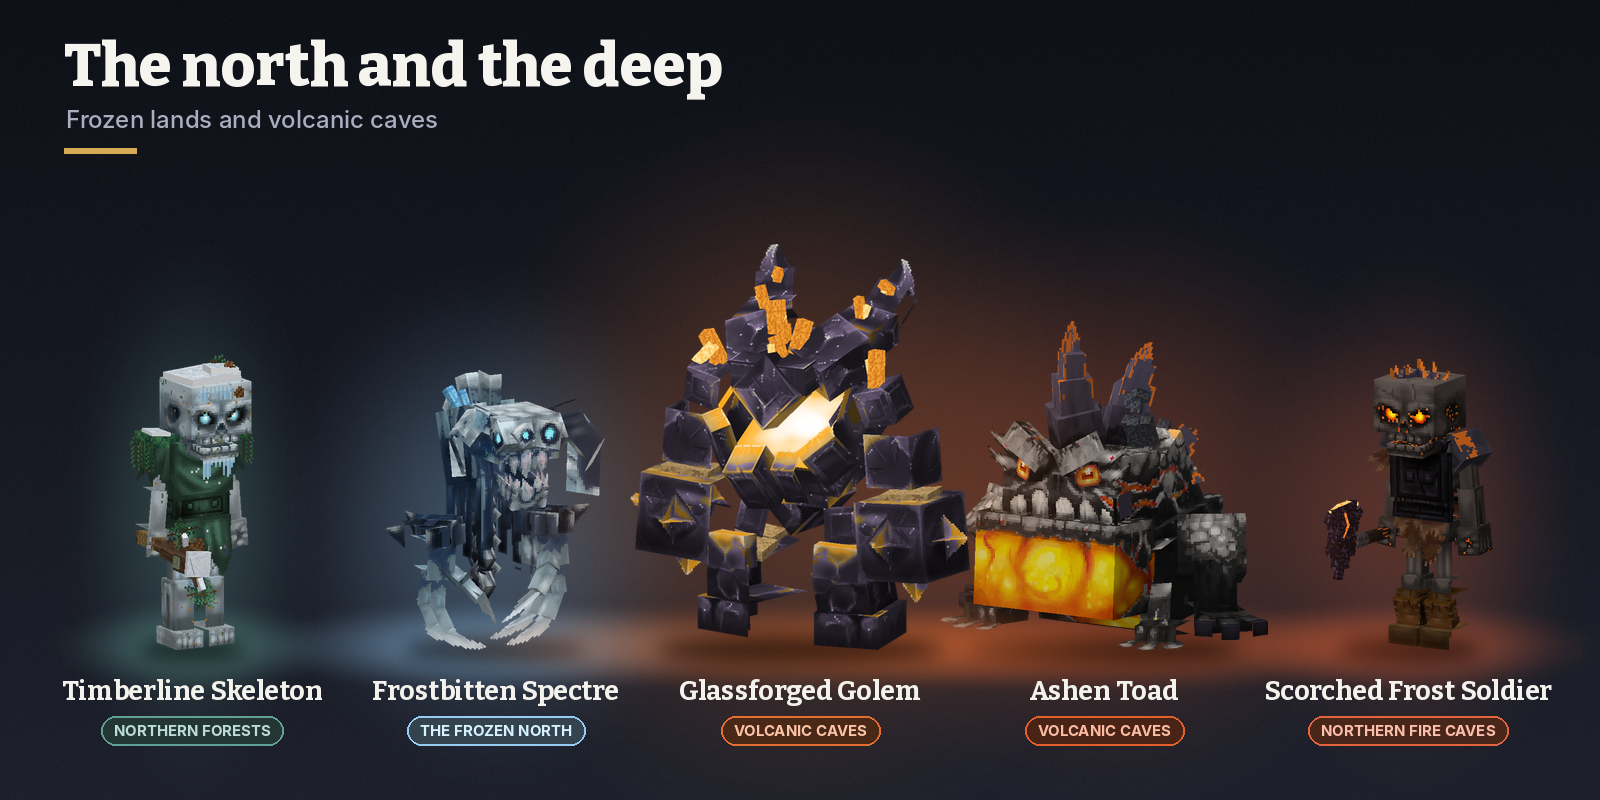 The north and the deep
Frozen lands and volcanic caves
Timberline Skeleton
NORTHERN FORESTS
Frostbitten Spectre
THE FROZEN NORTH
Glassforged Golem
VOLCANIC CAVES
Ashen Toad
VOLCANIC CAVES
Scorched Frost Soldier
NORTHERN FIRE CAVES